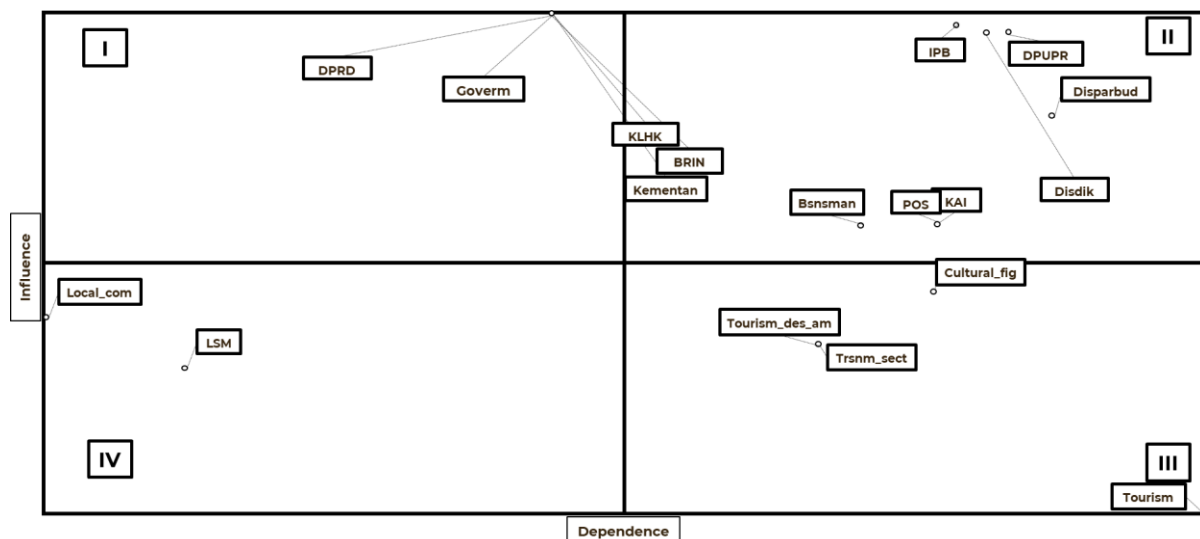 I
II
IPB
DPUPR
DPRD
Goverm
Disparbud
KLHK
BRIN
Kementan
Disdik
Bsnsman
POS
KAI
Influence
Cultural_fig
Local_com
Tourism_des_am
LSM
Trsnm_sect
IV
III
Tourism
Dependence